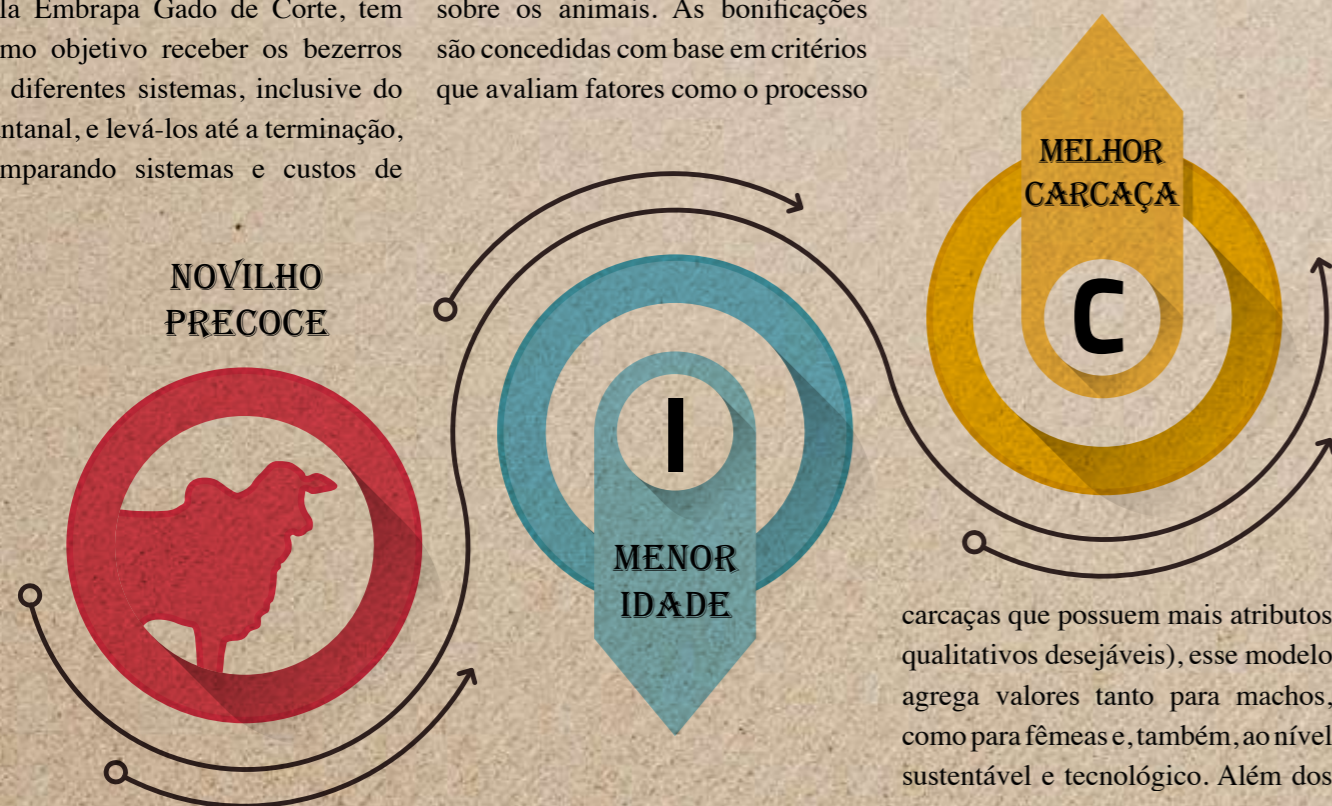 la Embrapa Gado de Corte, tem
mo objetivo receber os bezerros
diferentes sistemas, inclusive do
ntanal, e levá-los até a terminação,
mparando sistemas e custos de
sobre os animais. As bonificações
são concedidas com base em critérios
que avaliam fatores como o processo
NOVILHO
PRECOCE
I
MENOR
IDADE
MELHOR
CARCAÇA
C
carcaças que possuem mais atributos
qualitativos desejáveis), esse modelo
agrega valores tanto para machos,
como para fêmeas e, também, ao nível
sustentável e tecnológico. Além dos